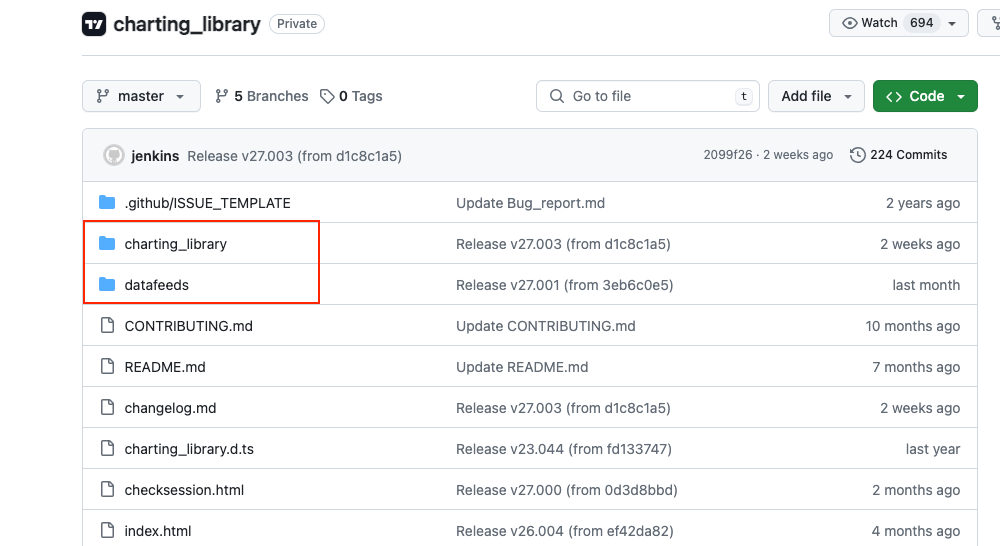 charting_library Private Watch 694
master 5 Branches 0 Tags Go to file t Add file Code
jenkins Release v27.003 (from d1c8c1a5) 2099f26 · 2 weeks ago 224 Commits
.github/ISSUE_TEMPLATE Update Bug_report.md 2 years ago
charting_library Release v27.003 (from d1c8c1a5) 2 weeks ago
datafeeds Release v27.001 (from 3eb6c0e5) last month
CONTRIBUTING.md Update CONTRIBUTING.md 10 months ago
README.md Update README.md 7 months ago
changelog.md Release v27.003 (from d1c8c1a5) 2 weeks ago
charting_library.d.ts Release v23.044 (from fd133747) last year
checksession.html Release v27.000 (from 0d3d8bbd) 2 months ago
index.html Release v26.004 (from ef42da82) 4 months ago